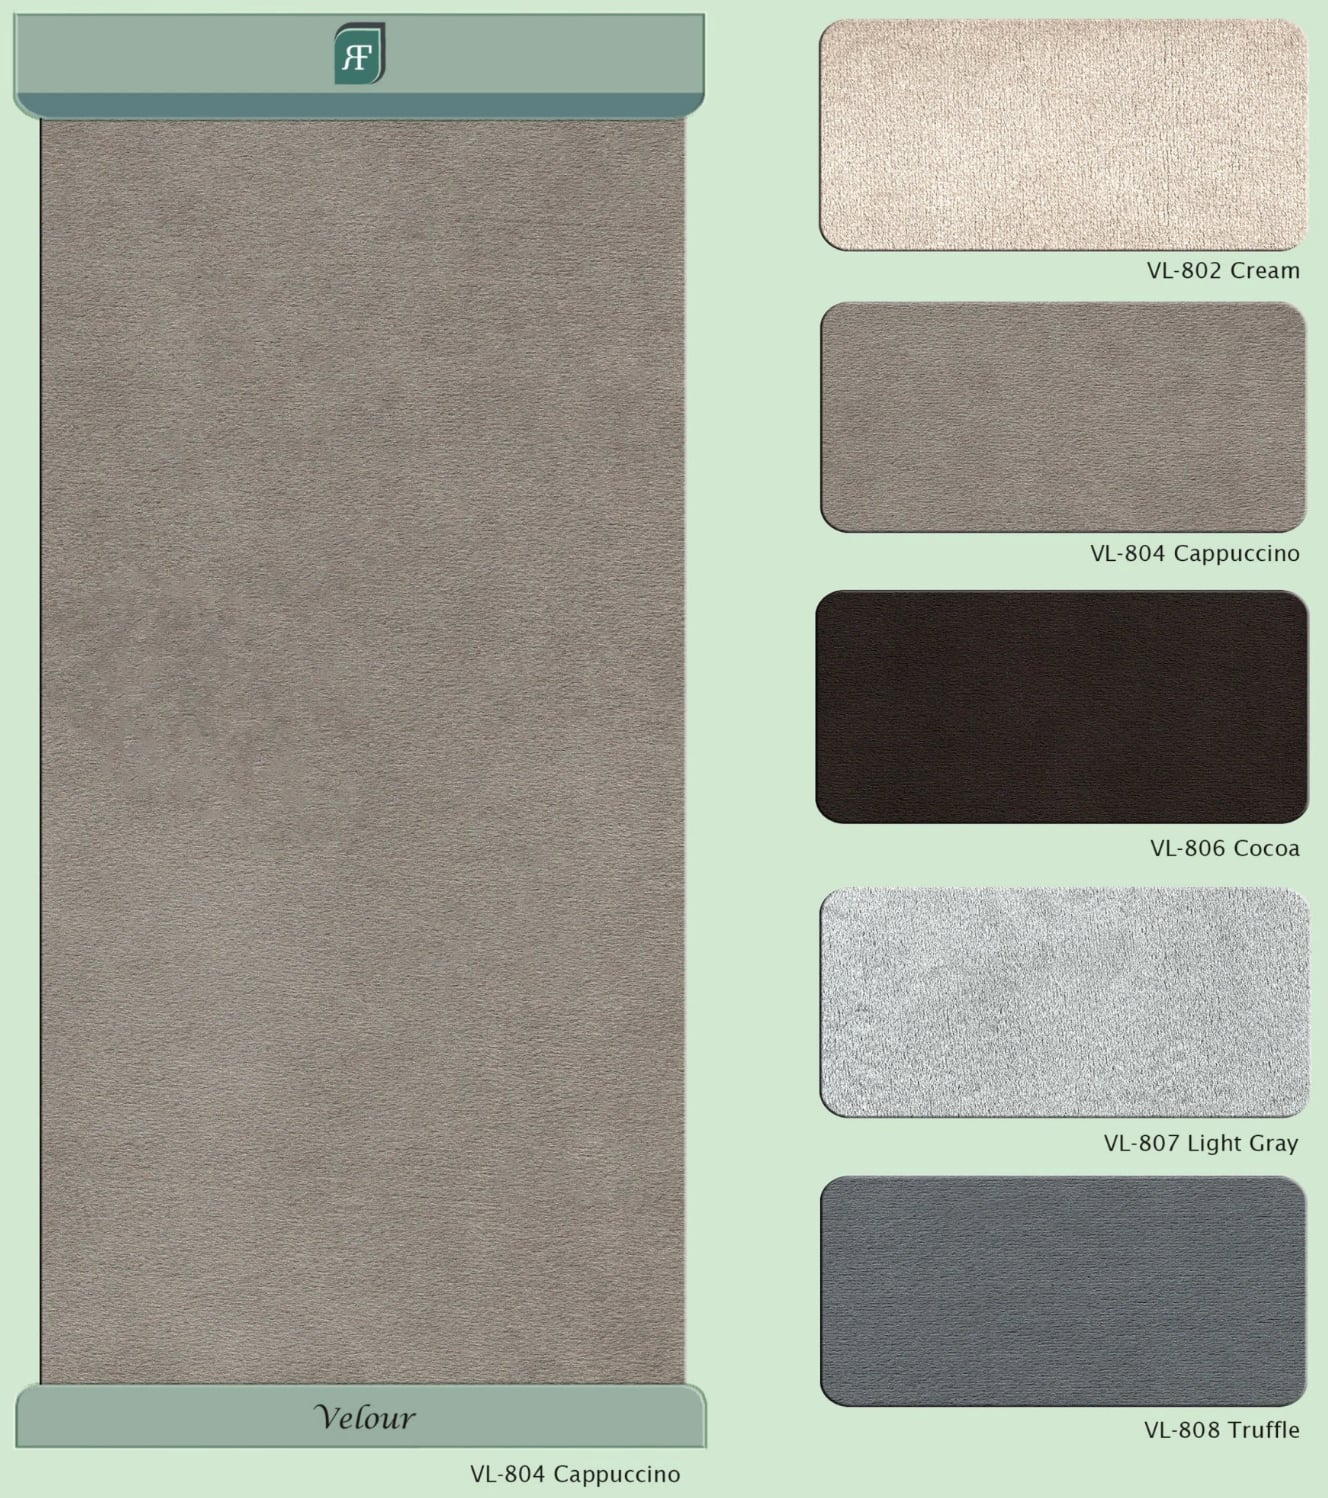 RF
Velour
VL-804 Cappuccino
VL-802 Cream
VL-804 Cappuccino
VL-806 Cocoa
VL-807 Light Gray
VL-808 Truffle